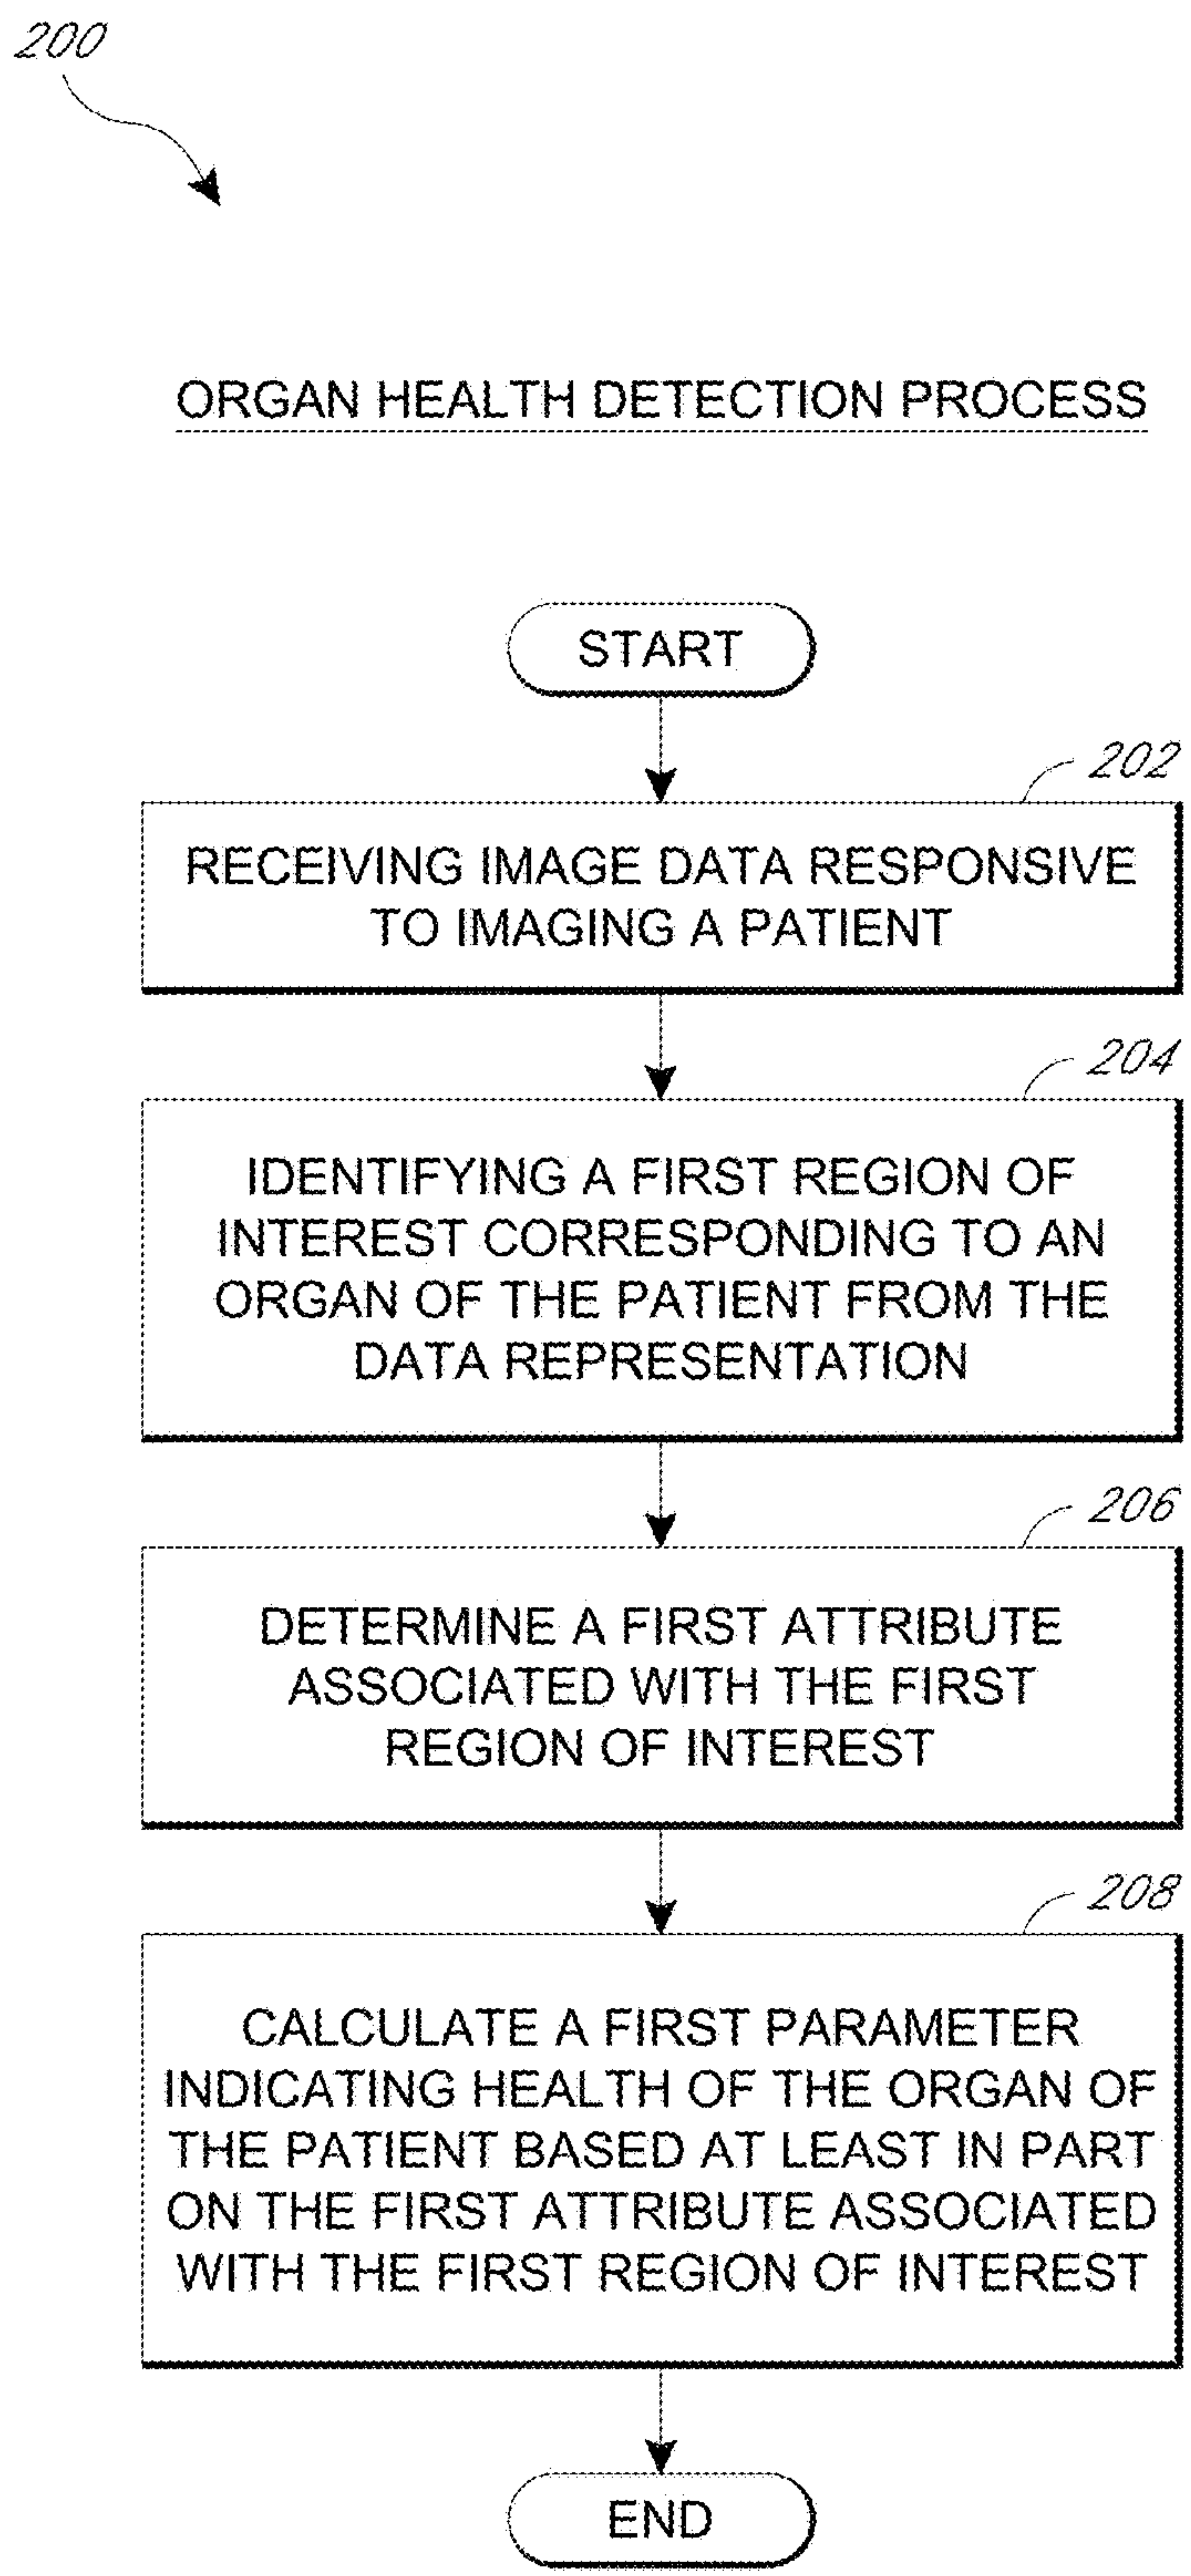 200
ORGAN HEALTH DETECTION PROCESS
START
202
RECEIVING IMAGE DATA RESPONSIVE
TO IMAGING A PATIENT
204
IDENTIFYING A FIRST REGION OF
INTEREST CORRESPONDING TO AN
ORGAN OF THE PATIENT FROM THE
DATA REPRESENTATION
206
DETERMINE A FIRST ATTRIBUTE
ASSOCIATED WITH THE FIRST
REGION OF INTEREST
208
CALCULATE A FIRST PARAMETER
INDICATING HEALTH OF THE ORGAN OF
THE PATIENT BASED AT LEAST IN PART
ON THE FIRST ATTRIBUTE ASSOCIATED
WITH THE FIRST REGION OF INTEREST
END